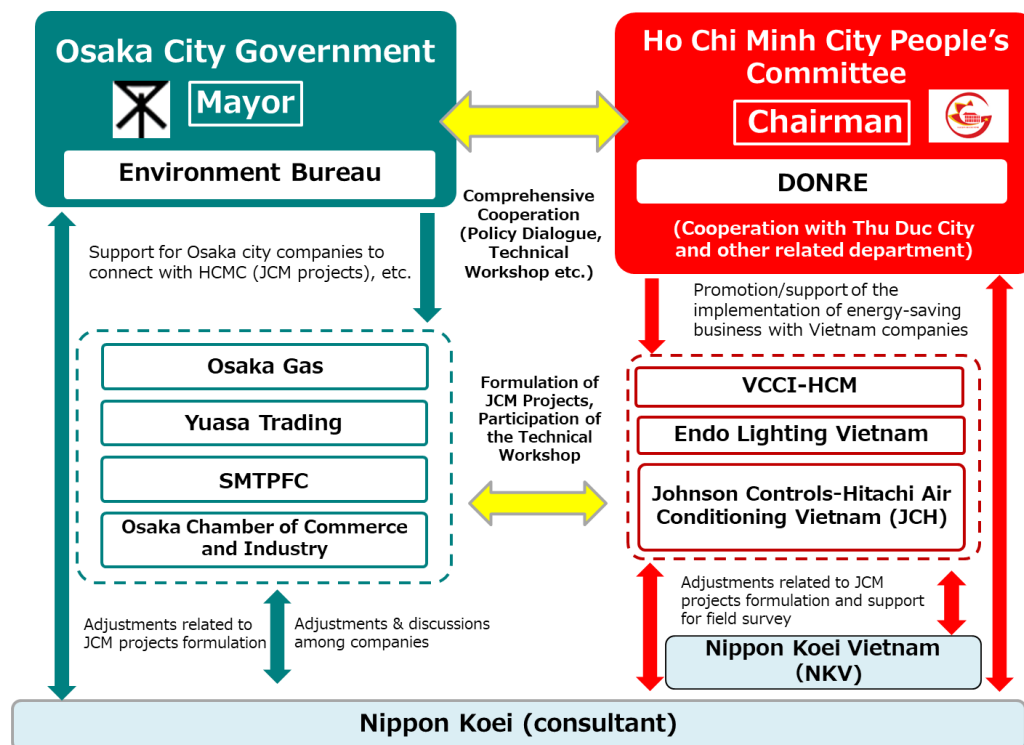 Osaka City Government
Mayor
Environment Bureau
Ho Chi Minh City People's
Committee
Chairman
DONRE
(Cooperation with Thu Duc City
and other related department)
Comprehensive
Cooperation
(Policy Dialogue,
Technical
Workshop etc.)
Support for Osaka city companies to
connect with HCMC (JCM projects), etc.
Promotion/support of the
implementation of energy-saving
business with Vietnam companies
Osaka Gas
Yuasa Trading
SMTPFC
Osaka Chamber of Commerce
and Industry
Formulation of
JCM Projects,
Participation of
the Technical
Workshop
VCCI-HCM
Endo Lighting Vietnam
Johnson Controls-Hitachi Air
Conditioning Vietnam (JCH)
Adjustments related to
JCM projects formulation
Adjustments & discussions
among companies
Adjustments related to JCM
projects formulation and support
for field survey
Nippon Koei Vietnam
(NKV)
Nippon Koei (consultant)